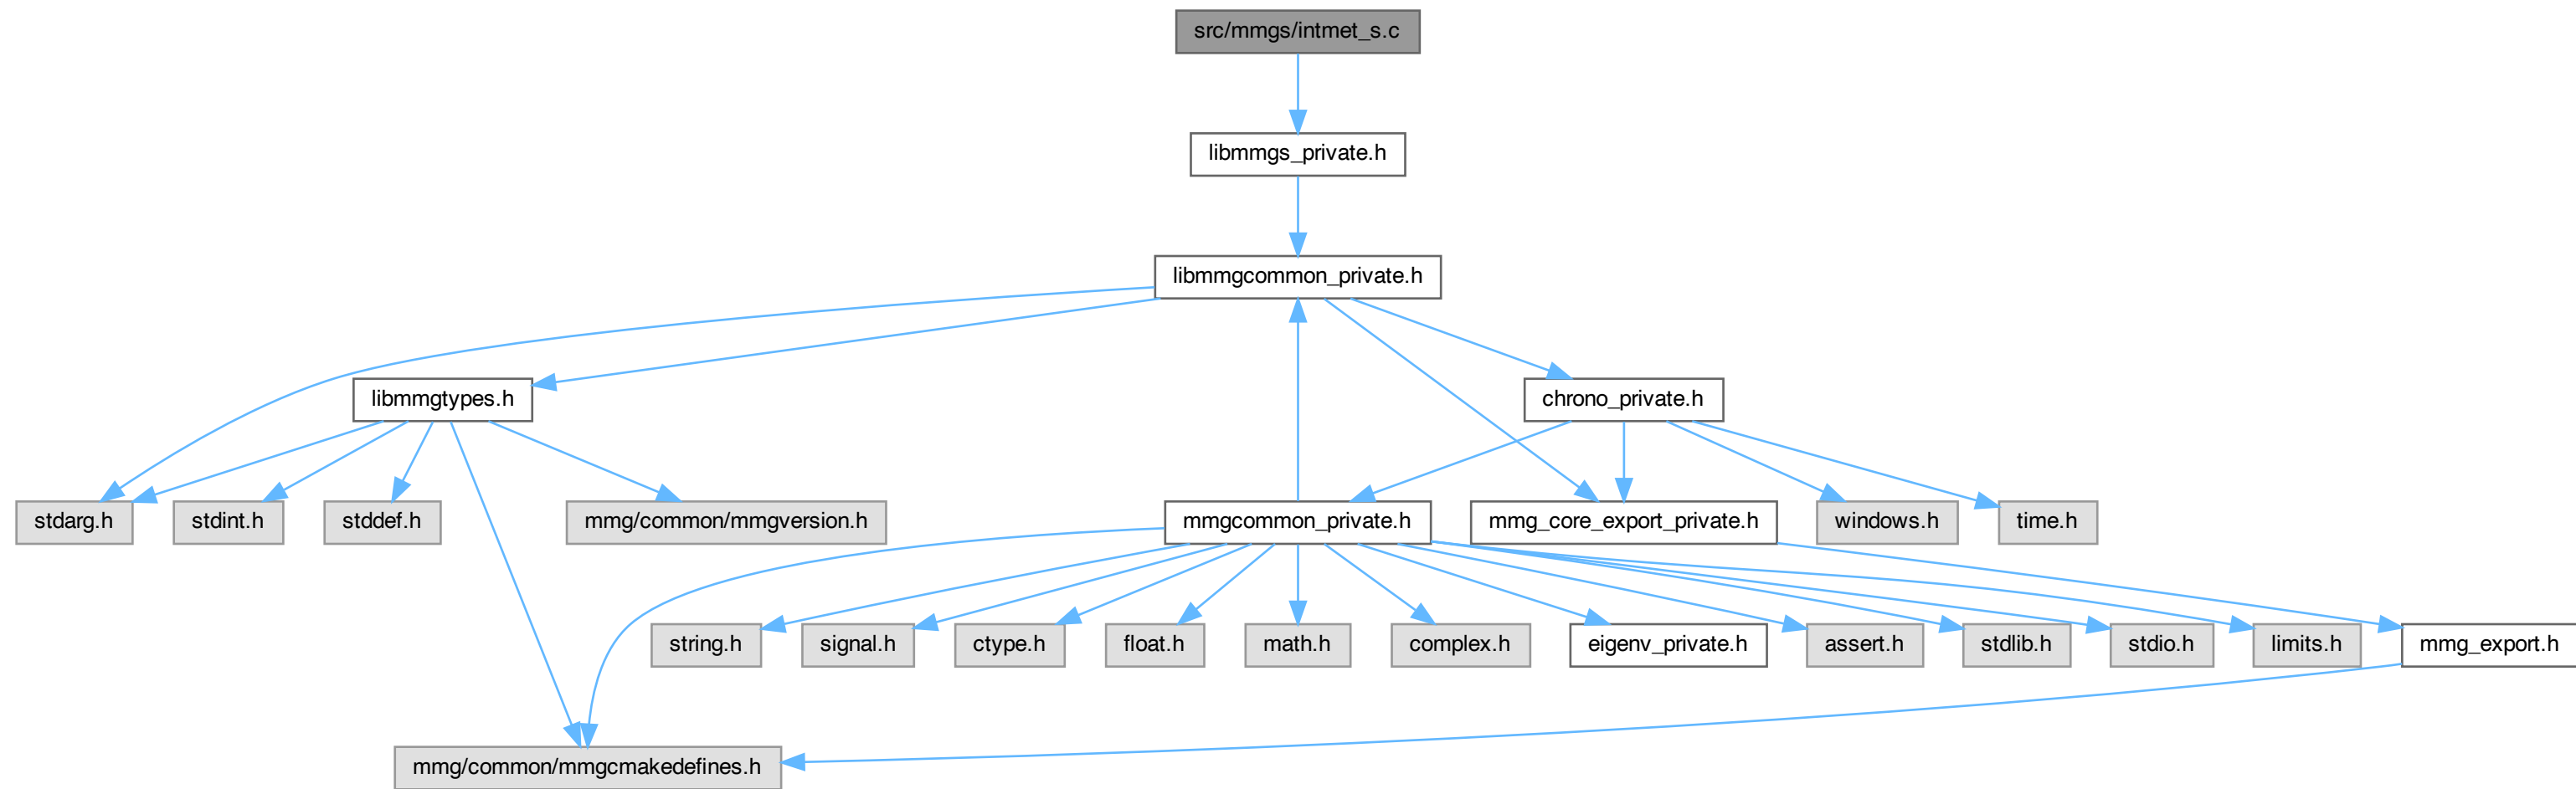 src/mmgs/intmet_s.c
libmmgs_private.h
libmmgcommon_private.h
libmmgtypes.h
chrono_private.h
stdarg.h
stdint.h
stddef.h
mmg/common/mmgversion.h
mmgcommon_private.h
mmg_core_export_private.h
windows.h
time.h
string.h
signal.h
ctype.h
float.h
math.h
complex.h
eigenv_private.h
assert.h
stdlib.h
stdio.h
limits.h
mmg_export.h
mmg/common/mmgcmakedefines.h